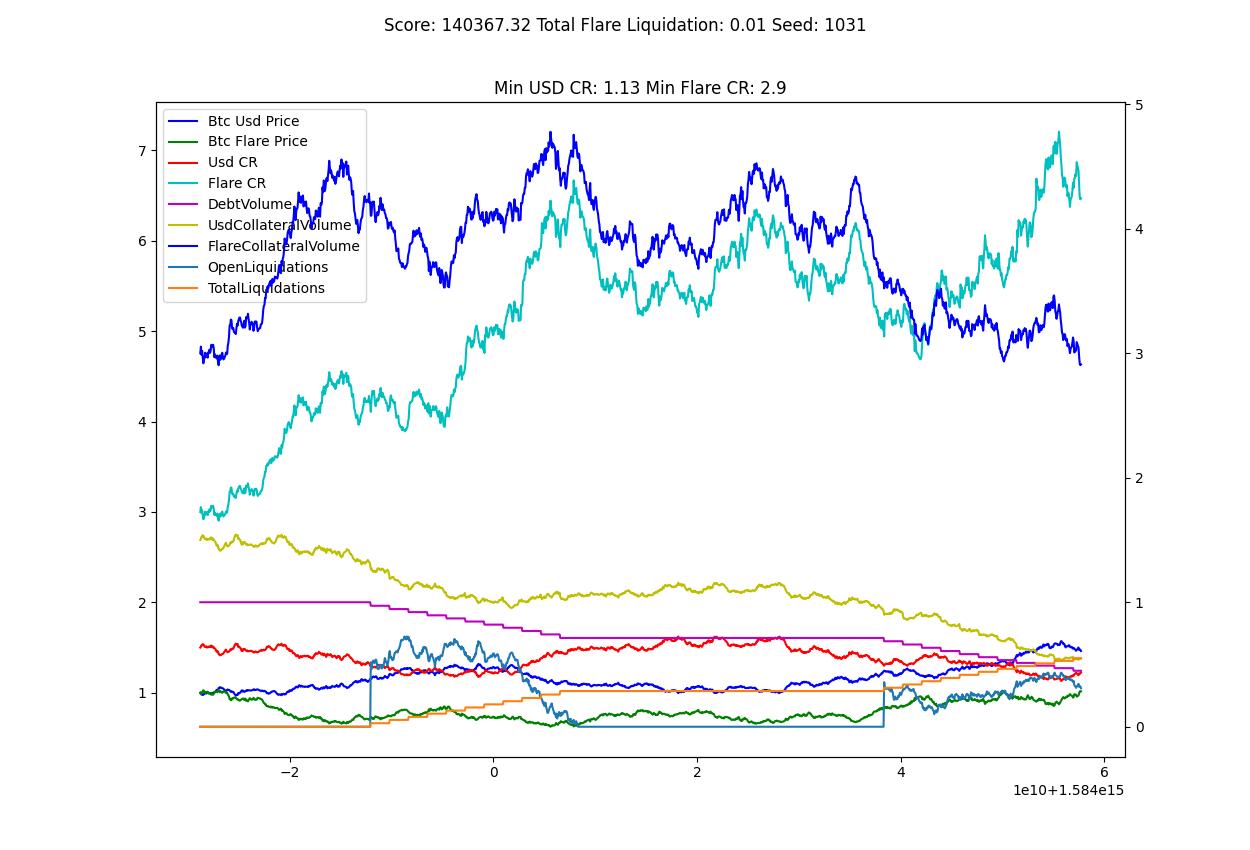 Score: 140367.32 Total Flare Liquidation: 0.01 Seed: 1031
Min USD CR: 1.13 Min Flare CR: 2.9
Btc Usd Price
Btc Flare Price
Usd CR
Flare CR
DebtVolume
UsdCollateralVolume
FlareCollateralVolume
OpenLiquidations
TotalLiquidations
7
6
5
4
3
2
1
5
4
3
2
1
0
−2
0
2
4
6
1e10+1.584e15